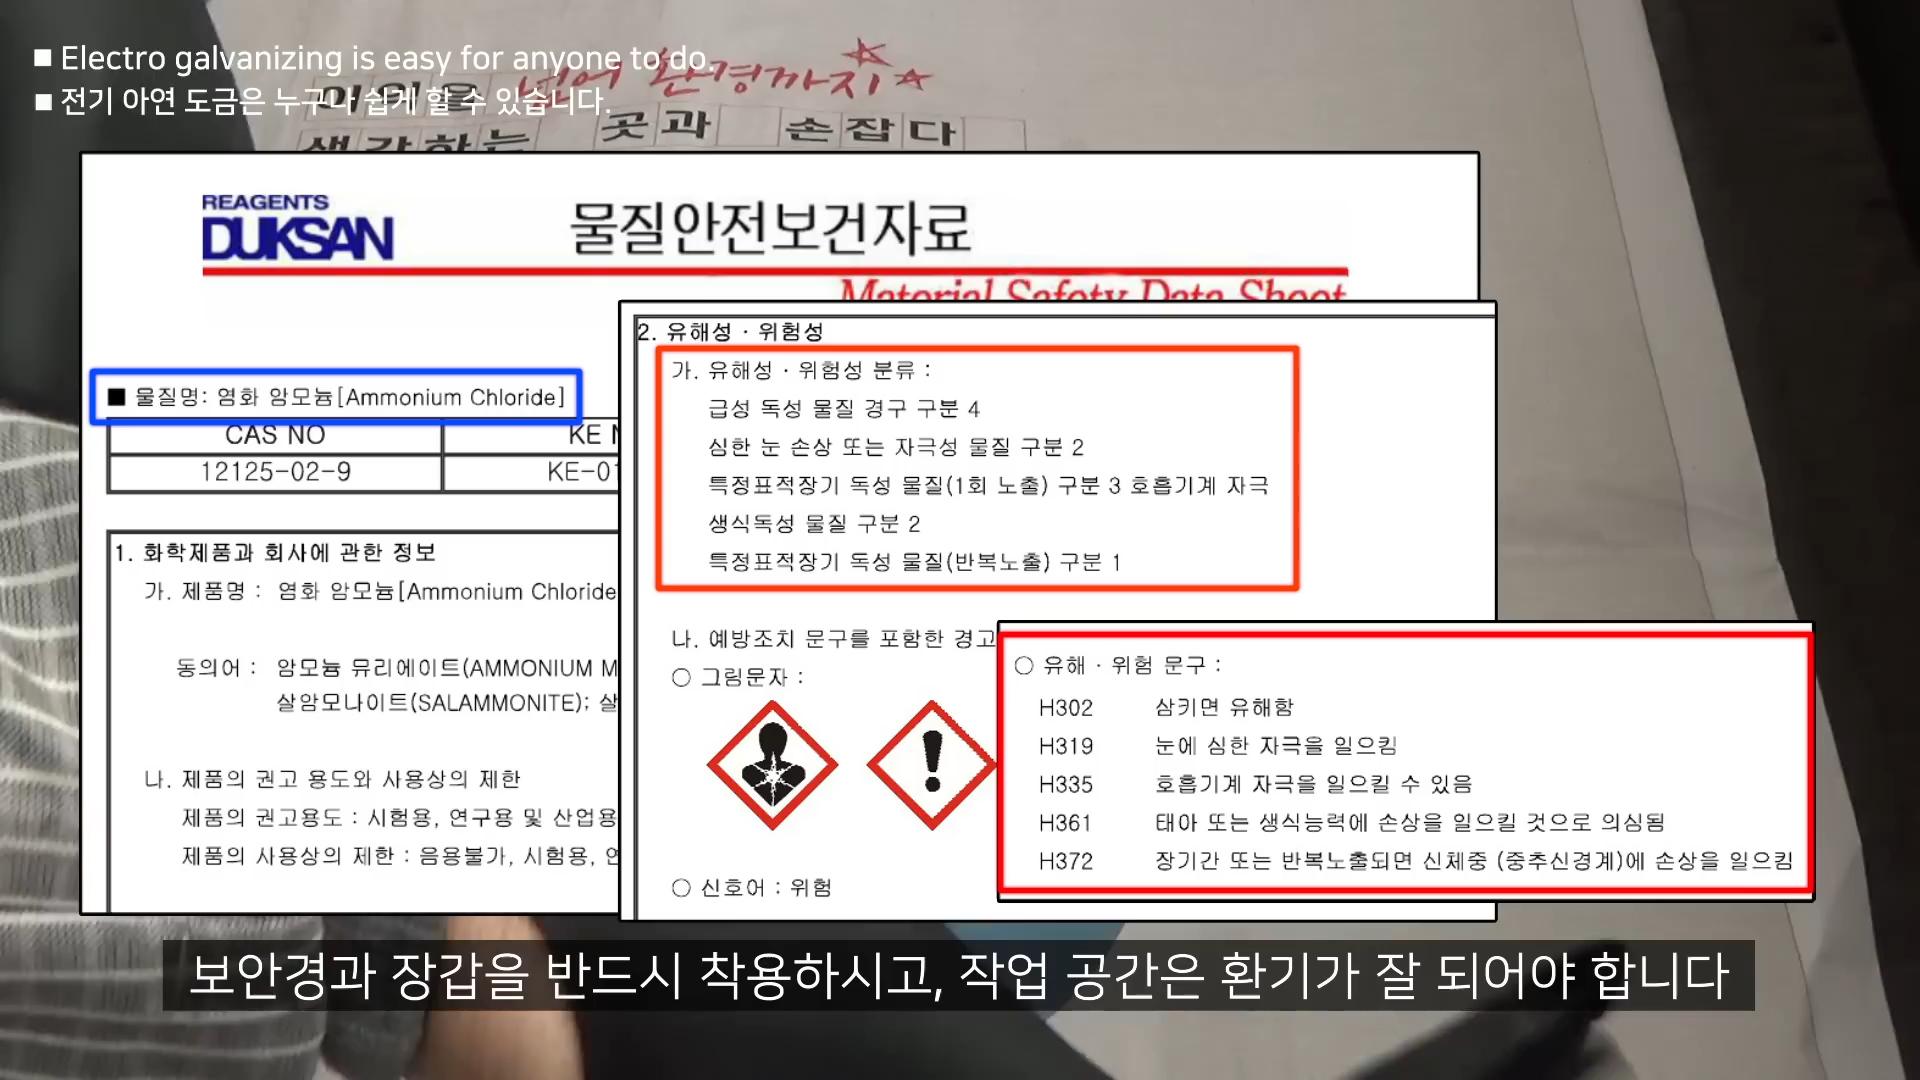 ■ Electro galvanizing is easy for anyone to do.
■ 전기 아연 도금은 누구나 쉽게 할 수 있습니다.
넘어 환경까지
생각하는 곳과 손잡다
REAGENTS
DUKSAN
물질안전보건자료
Material Safety Data Sheet
■ 물질명: 염화 암모늄[Ammonium Chloride]
CAS NO
KE N
12125-02-9
KE-01
1. 화학제품과 회사에 관한 정보
가. 제품명 : 염화 암모늄[Ammonium Chloride
동의어 : 암모늄 뮤리에이트(AMMONIUM M
살암모나이트(SALAMMONITE); 살
나. 제품의 권고 용도와 사용상의 제한
제품의 권고용도 : 시험용, 연구용 및 산업용
제품의 사용상의 제한 : 음용불가, 시험용, 연
2. 유해성 · 위험성
가. 유해성 · 위험성 분류 :
급성 독성 물질 경구 구분 4
심한 눈 손상 또는 자극성 물질 구분 2
특정표적장기 독성 물질(1회 노출) 구분 3 호흡기계 자극
생식독성 물질 구분 2
특정표적장기 독성 물질(반복노출) 구분 1
나. 예방조치 문구를 포함한 경고
○ 그림문자 :
○ 신호어 : 위험
○ 유해 · 위험 문구 :
H302 삼키면 유해함
H319 눈에 심한 자극을 일으킴
H335 호흡기계 자극을 일으킬 수 있음
H361 태아 또는 생식능력에 손상을 일으킬 것으로 의심됨
H372 장기간 또는 반복노출되면 신체중 (중추신경계)에 손상을 일으킴
보안경과 장갑을 반드시 착용하시고, 작업 공간은 환기가 잘 되어야 합니다